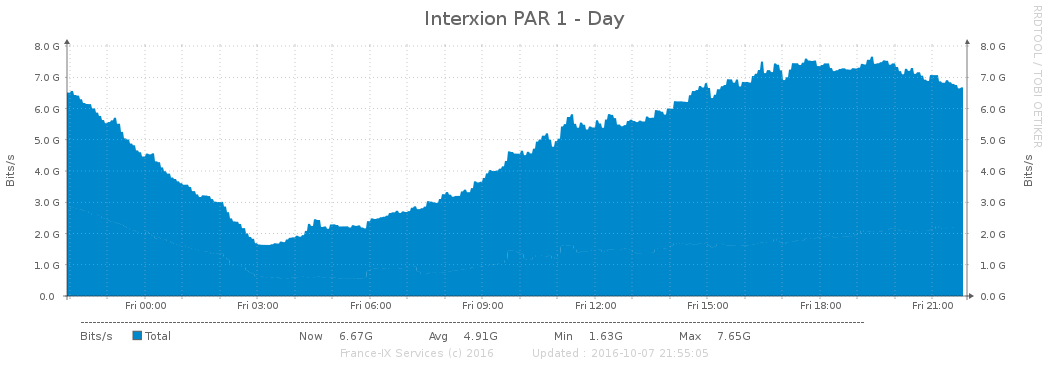 Interxion PAR 1 - Day
RRDTOOL / TOBI OETIKER
Bits/s
8.0 G 8.0 G
7.0 G 7.0 G
6.0 G 6.0 G
5.0 G 5.0 G
4.0 G 4.0 G
3.0 G 3.0 G
2.0 G 2.0 G
1.0 G 1.0 G
0.0 0.0 G
Bits/s
Fri 00:00 Fri 03:00 Fri 06:00 Fri 09:00 Fri 12:00 Fri 15:00 Fri 18:00 Fri 21:00
Bits/s Total Now 6.67G Avg 4.91G Min 1.63G Max 7.65G
France-IX Services (c) 2016 Updated : 2016-10-07 21:55:05